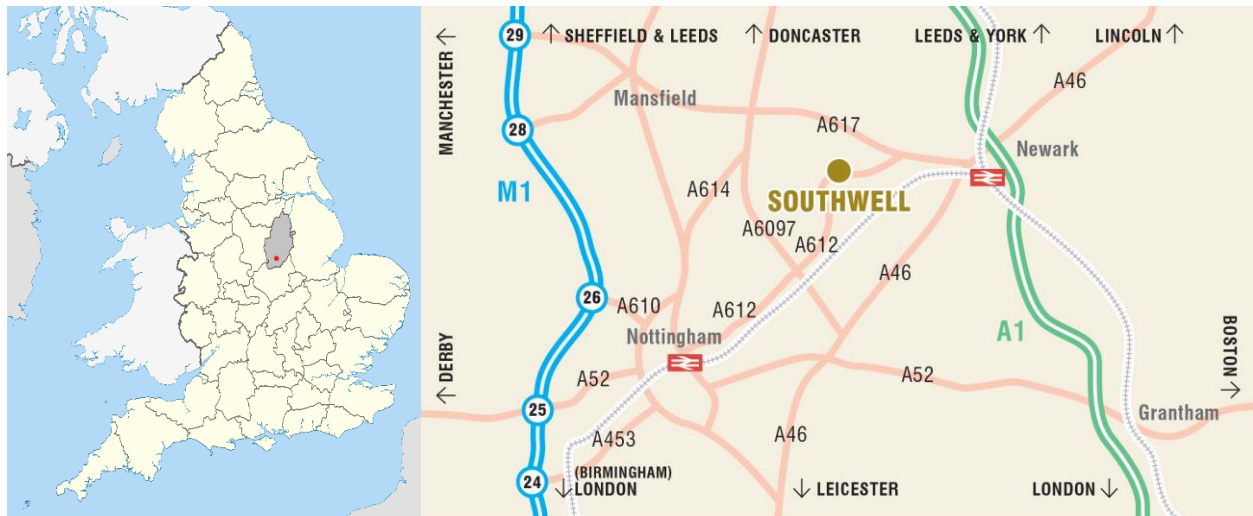 29
↑ SHEFFIELD & LEEDS
↑ DONCASTER
LEEDS & YORK ↑
LINCOLN ↑
← MANCHESTER
A46
Mansfield
28
A617
Newark
M1
A614
SOUTHWELL
A6097
A612
A46
26
A610
A612
Nottingham
A1
← DERBY
BOSTON →
A52
A52
25
Grantham
A453
A46
24
(BIRMINGHAM)
↓ LONDON
↓ LEICESTER
LONDON ↓